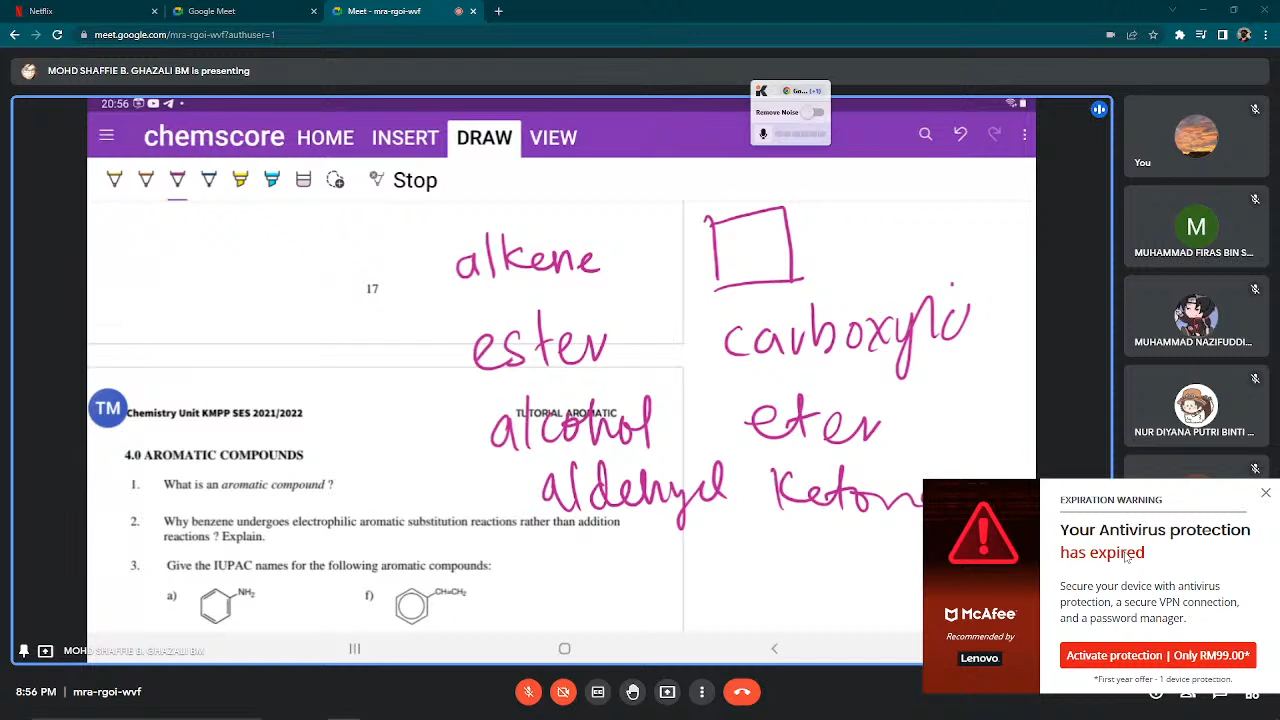 Netflix
Google Meet
Meet - mra-rgoi-wvf
meet.google.com/mra-rgoi-wvf?authuser=1
MOHD SHAFFIE B. GHAZALI BM is presenting
20:56
Go... (+1)
Remove Noise
chemscore HOME INSERT DRAW VIEW
Stop
You
MUHAMMAD FIRAS BIN S...
MUHAMMAD
NUR DIYANA PUTRI BINTI ...
alkene
17
ester carboxylic
TM
Chemistry Unit KMPP SES 2021/2022 TUTORIAL AROMATIC
alcohol eter
4.0 AROMATIC COMPOUNDS
1. What is an aromatic compound ?
aldehyd Keton
2. Why benzene undergoes electrophilic aromatic substitution reactions rather than addition
reactions ? Explain.
3. Give the IUPAC names for the following aromatic compounds:
a) NH2 f) CH=CH2
MOHD SHAFFIE B. GHAZALI BM
EXPIRATION WARNING
Your Antivirus protection
has expired
Secure your device with antivirus
protection, a secure VPN connection,
and a password manager.
McAfee
Recommended by
Lenovo
Activate protection | Only RM99.00*
*First year offer - 1 device protection.
8:56 PM | mra-rgoi-wvf